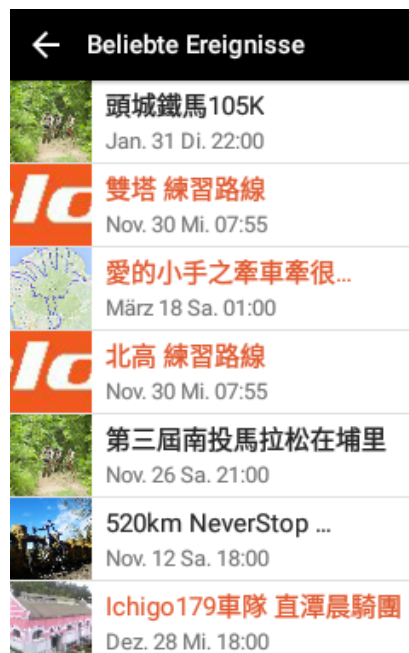 Beliebte Ereignisse
頭城鐵馬105K
Jan. 31 Di. 22:00
雙塔 練習路線
Nov. 30 Mi. 07:55
愛的小手之牽車牽很...
März 18 Sa. 01:00
北高 練習路線
Nov. 30 Mi. 07:55
第三屆南投馬拉松在埔里
Nov. 26 Sa. 21:00
520km NeverStop ...
Nov. 12 Sa. 18:00
Ichigo179車隊 直潭晨騎團
Dez. 28 Mi. 18:00